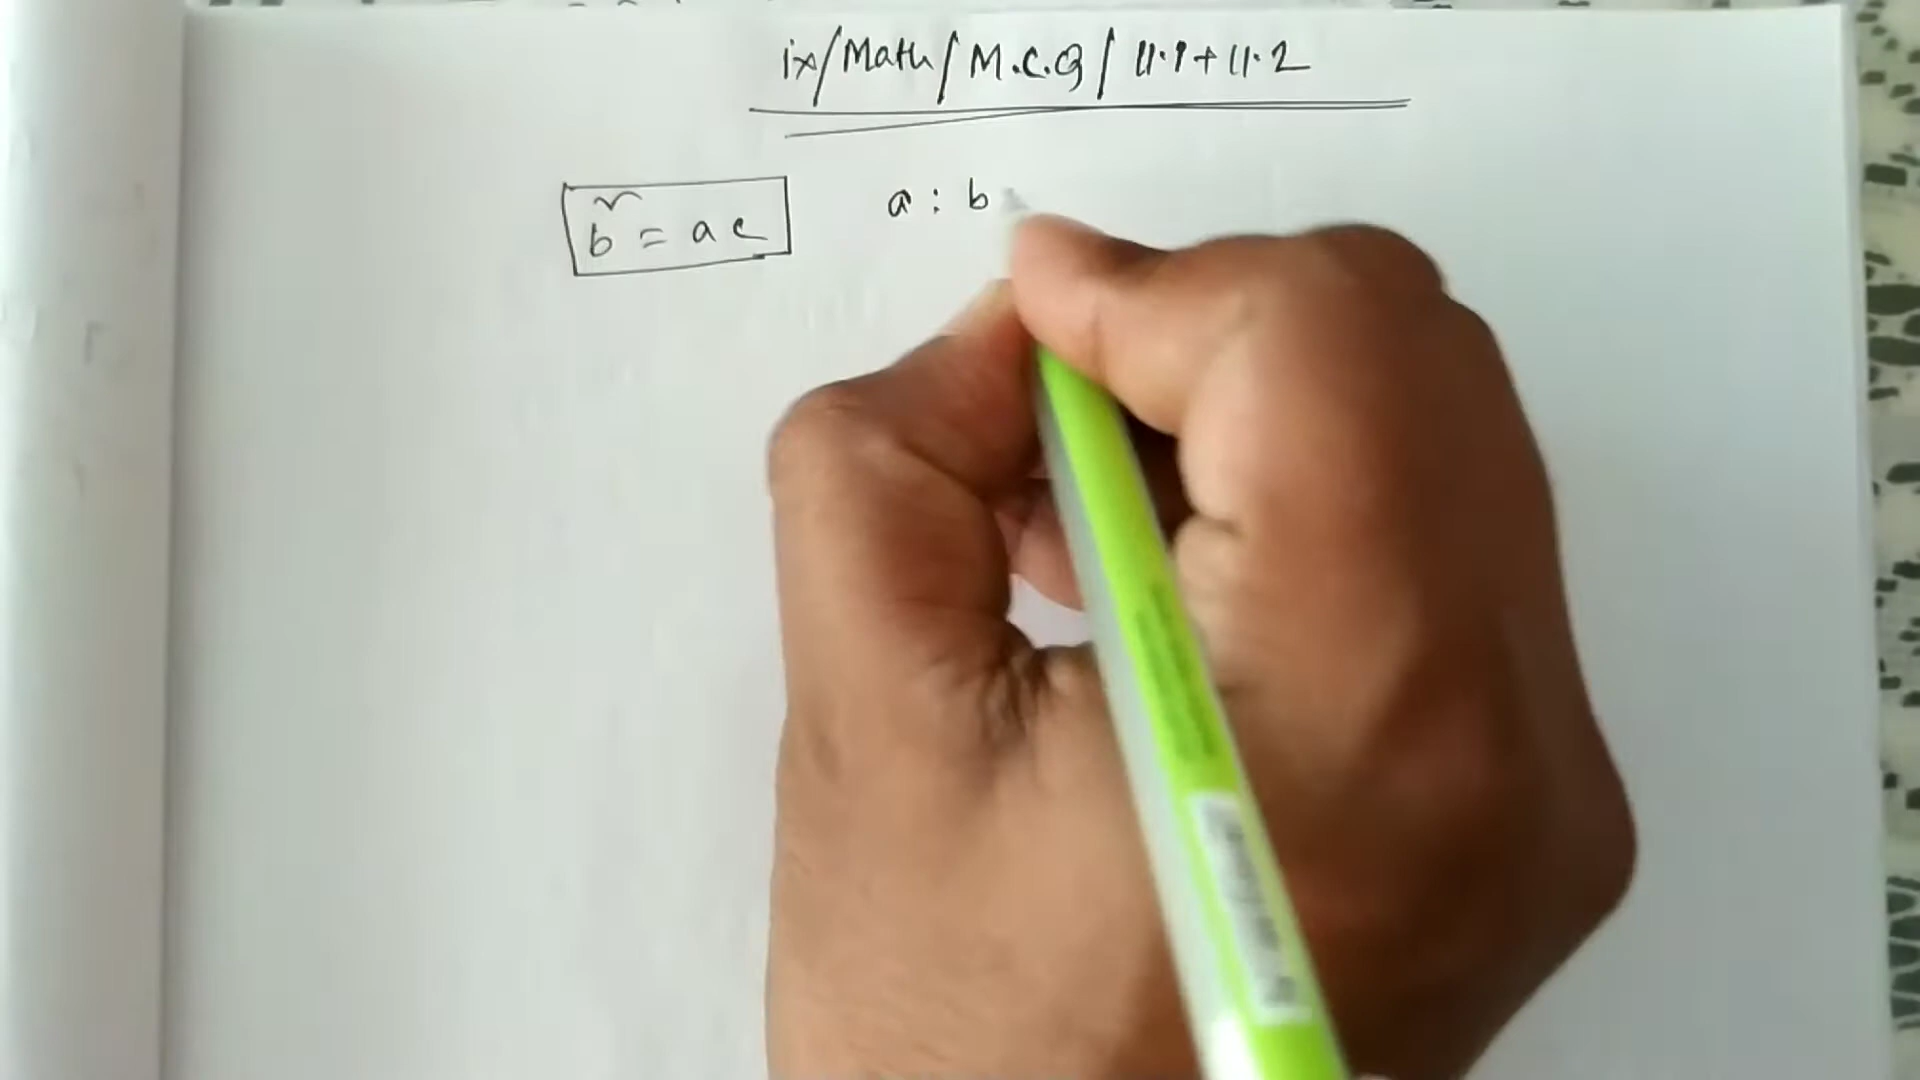 ix/Math/M.C.Q/11.1+11.2
b² = ac
a : b